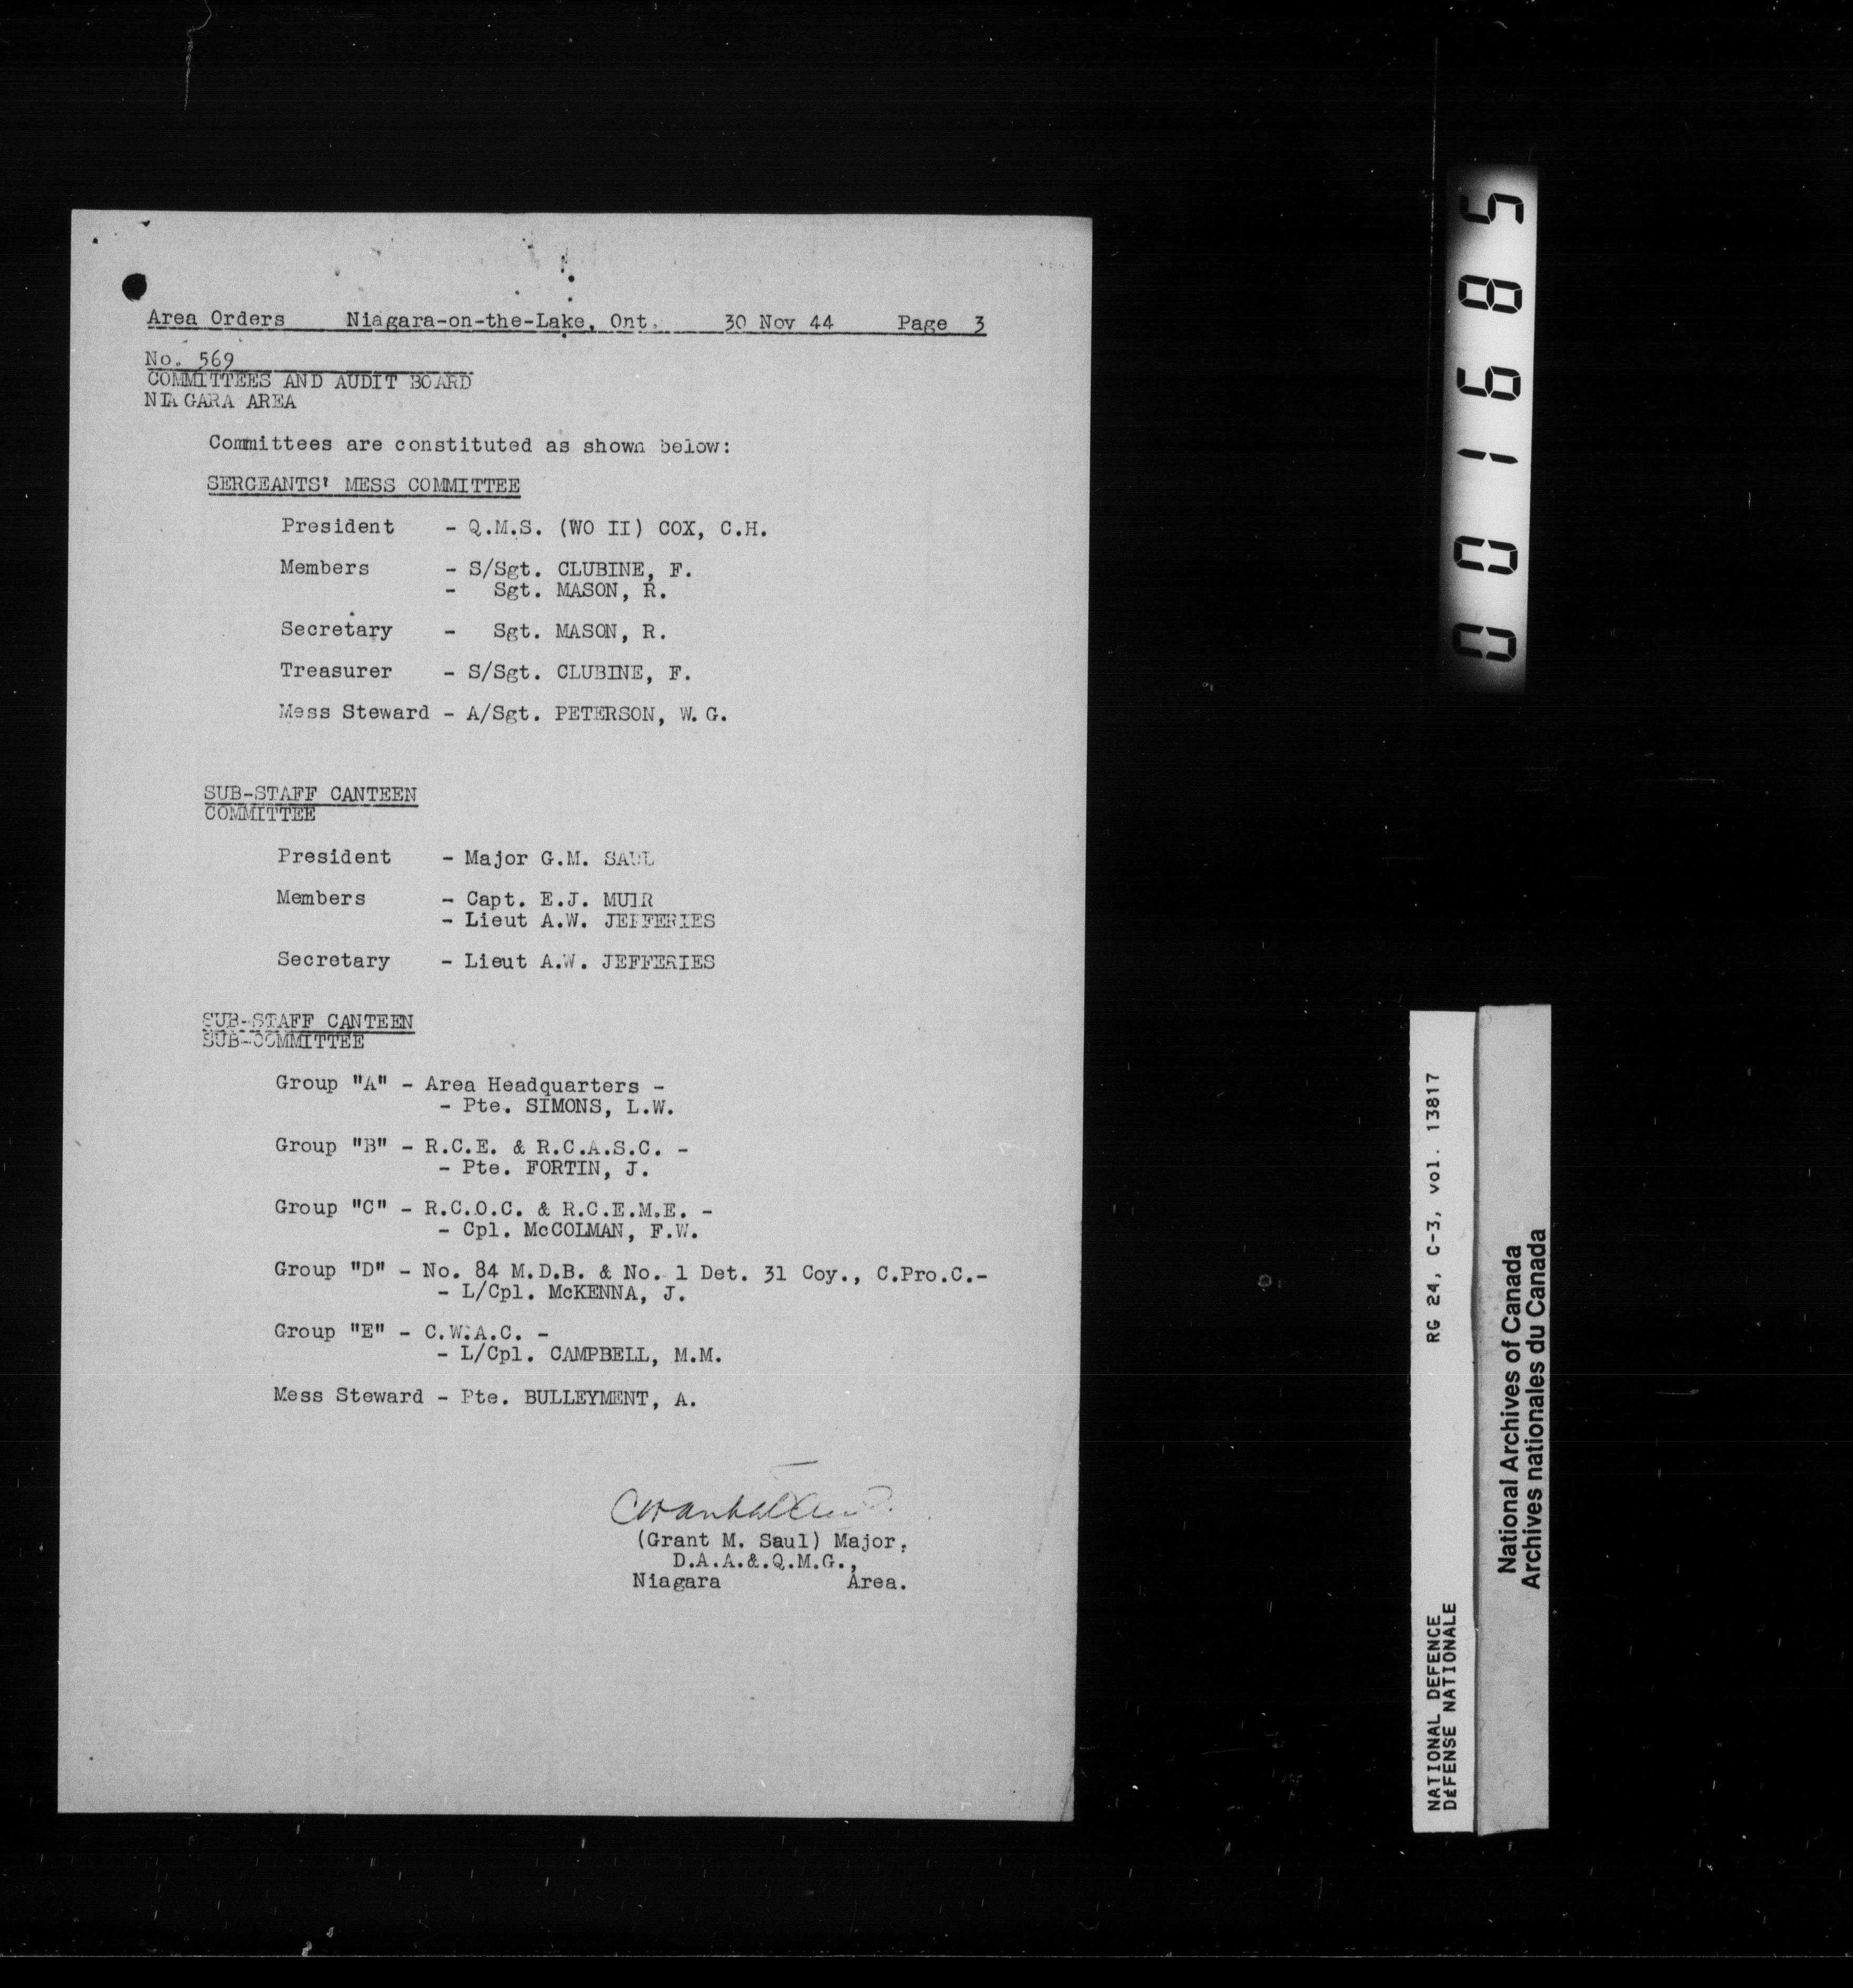 Area Orders Niagara-on-the-Lake, Ont. 30 Nov 44 Page 3
No. 569
COMMITTEES AND AUDIT BOARD
NIAGARA AREA
Committees are constituted as shown below:
SERGEANTS' MESS COMMITTEE
President - Q.M.S. (WO II) COX, C.H.
Members - S/Sgt. CLUBINE, F.
- Sgt. MASON, R.
Secretary - Sgt. MASON, R.
Treasurer - S/Sgt. CLUBINE, F.
Mess Steward - A/Sgt. PETERSON, W.G.
SUB-STAFF CANTEEN
COMMITTEE
President - Major G.M. SAUL
Members - Capt. E.J. MUIR
- Lieut A.W. JEFFERIES
Secretary - Lieut A.W. JEFFERIES
SUB-STAFF CANTEEN
SUB-COMMITTEE
Group "A" - Area Headquarters -
- Pte. SIMONS, L.W.
Group "B" - R.C.E. & R.C.A.S.C. -
- Pte. FORTIN, J.
Group "C" - R.C.O.C. & R.C.E.M.E. -
- Cpl. McCOLMAN, F.W.
Group "D" - No. 84 M.D.B. & No. 1 Det. 31 Coy., C.Pro.C.-
- L/Cpl. McKENNA, J.
Group "E" - C.W.A.C. -
- L/Cpl. CAMPBELL, M.M.
Mess Steward - Pte. BULLEYMENT, A.
(Grant M. Saul) Major,
D.A.A.&.Q.M.G.,
Niagara Area.
001685
NATIONAL DEFENCE RG 24, C-3, vol. 13817
DéFENSE NATIONALE
National Archives of Canada
Archives nationales du Canada